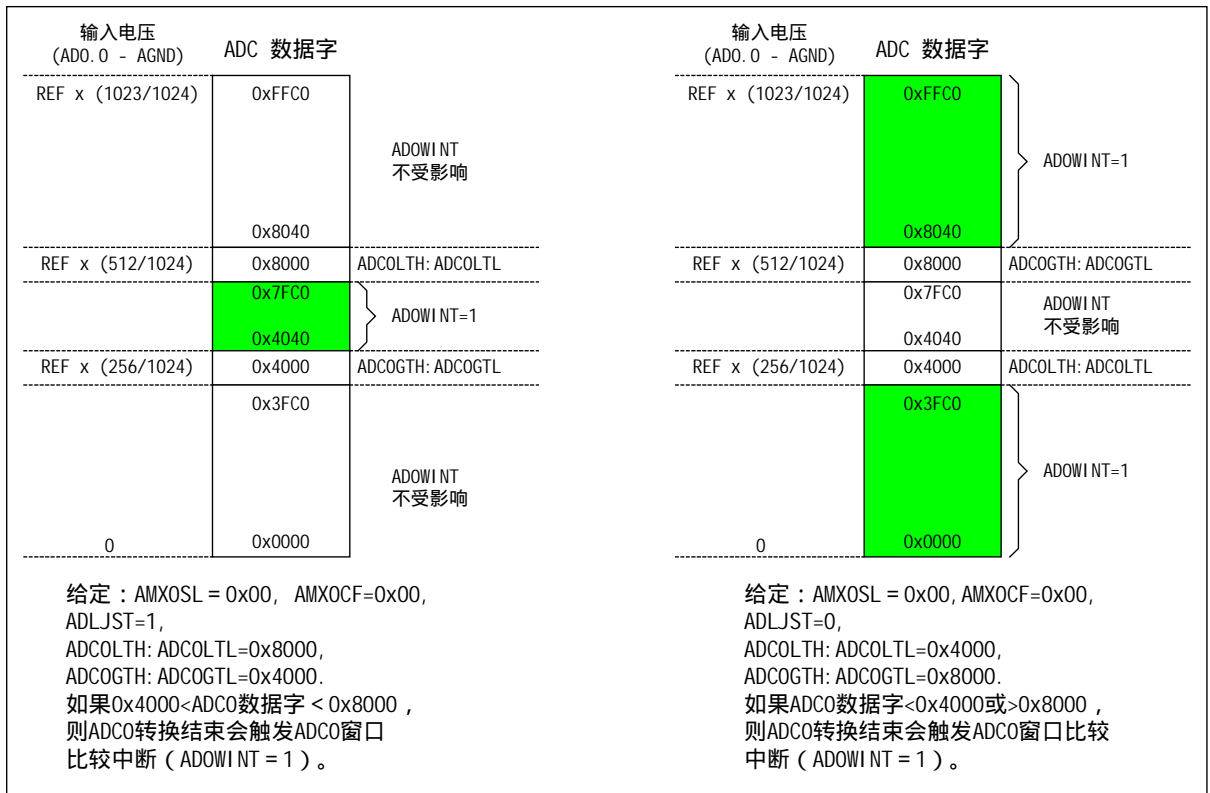 输入电压
(AD0.0 - AGND)
ADC 数据字
REF x (1023/1024)
0xFFC0
AD0WINT
不受影响
0x8040
REF x (512/1024)
0x8000
ADC0LTH:ADC0LTL
0x7FC0
AD0WINT=1
0x4040
REF x (256/1024)
0x4000
ADC0GTH:ADC0GTL
0x3FC0
AD0WINT
不受影响
0
0x0000
给定：AMX0SL = 0x00, AMX0CF=0x00,
ADLJST=1,
ADC0LTH:ADC0LTL=0x8000,
ADC0GTH:ADC0GTL=0x4000.
如果0x4000<ADC0数据字 < 0x8000，
则ADC0转换结束会触发ADC0窗口
比较中断（AD0WINT = 1）。
输入电压
(AD0.0 - AGND)
ADC 数据字
REF x (1023/1024)
0xFFC0
AD0WINT=1
0x8040
REF x (512/1024)
0x8000
ADC0GTH:ADC0GTL
0x7FC0
AD0WINT
不受影响
0x4040
REF x (256/1024)
0x4000
ADC0LTH:ADC0LTL
0x3FC0
AD0WINT=1
0
0x0000
给定：AMX0SL = 0x00, AMX0CF=0x00,
ADLJST=0,
ADC0LTH:ADC0LTL=0x4000,
ADC0GTH:ADC0GTL=0x8000.
如果ADC0数据字<0x4000或>0x8000，
则ADC0转换结束会触发ADC0窗口比较
中断（AD0WINT = 1）。